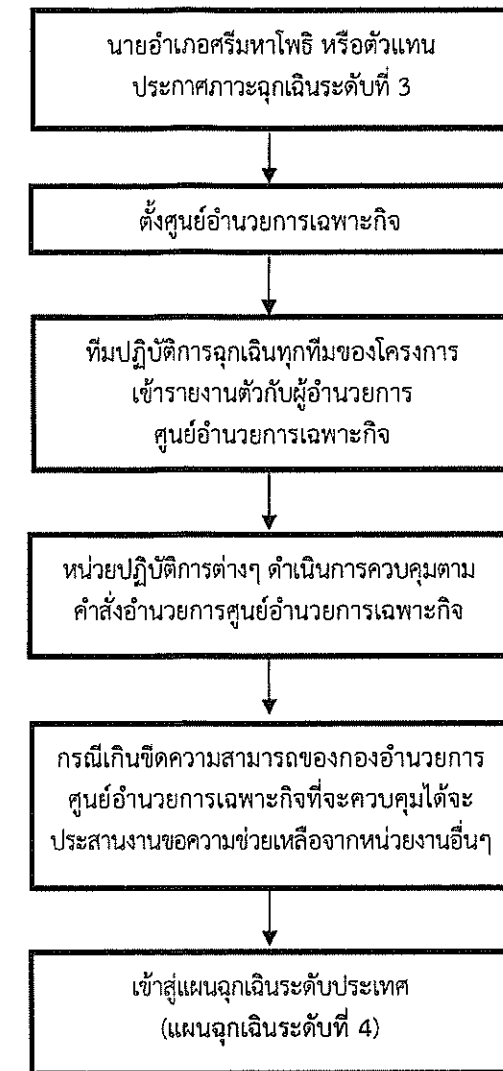 นายอำเภอศรีมหาโพธิ หรือตัวแทน
ประกาศภาวะฉุกเฉินระดับที่ 3
ตั้งศูนย์อำนวยการเฉพาะกิจ
ทีมปฏิบัติการฉุกเฉินทุกทีมของโครงการ
เข้ารายงานตัวกับผู้อำนวยการ
ศูนย์อำนวยการเฉพาะกิจ
หน่วยปฏิบัติการต่างๆ ดำเนินการควบคุมตาม
คำสั่งอำนวยการศูนย์อำนวยการเฉพาะกิจ
กรณีเกินขีดความสามารถของกองอำนวยการ
ศูนย์อำนวยการเฉพาะกิจที่จะควบคุมได้จะ
ประสานงานขอความช่วยเหลือจากหน่วยงานอื่นๆ
เข้าสู่แผนฉุกเฉินระดับประเทศ
(แผนฉุกเฉินระดับที่ 4)